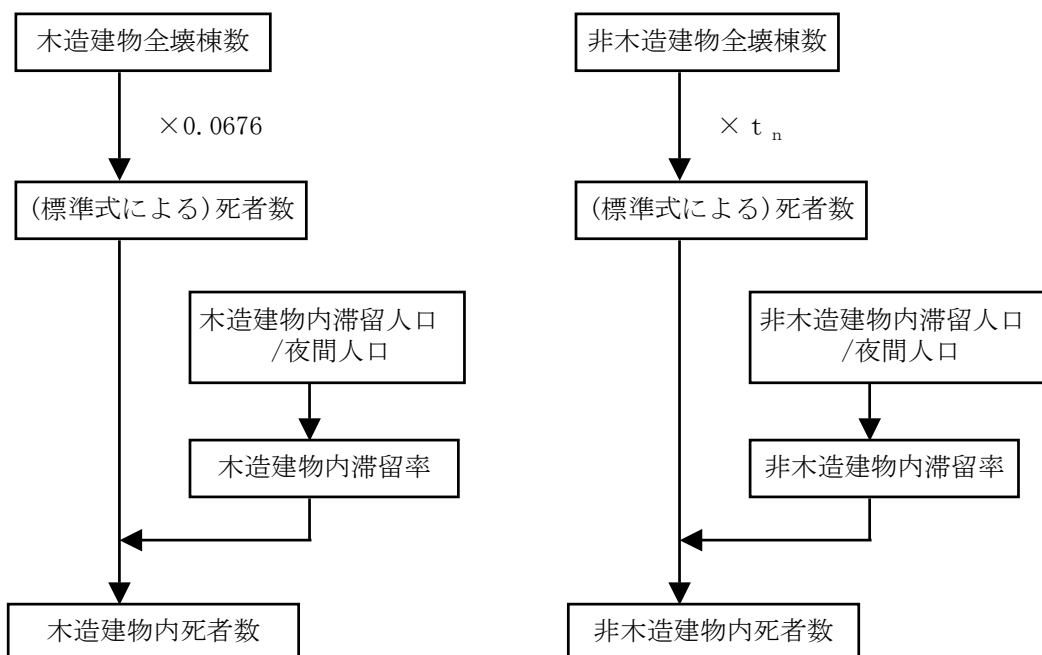 木造建物全壊棟数
×0.0676
(標準式による)死者数
木造建物内滞留人口
/夜間人口
木造建物内滞留率
木造建物内死者数
非木造建物全壊棟数
×ｔn
(標準式による)死者数
非木造建物内滞留人口
/夜間人口
非木造建物内滞留率
非木造建物内死者数